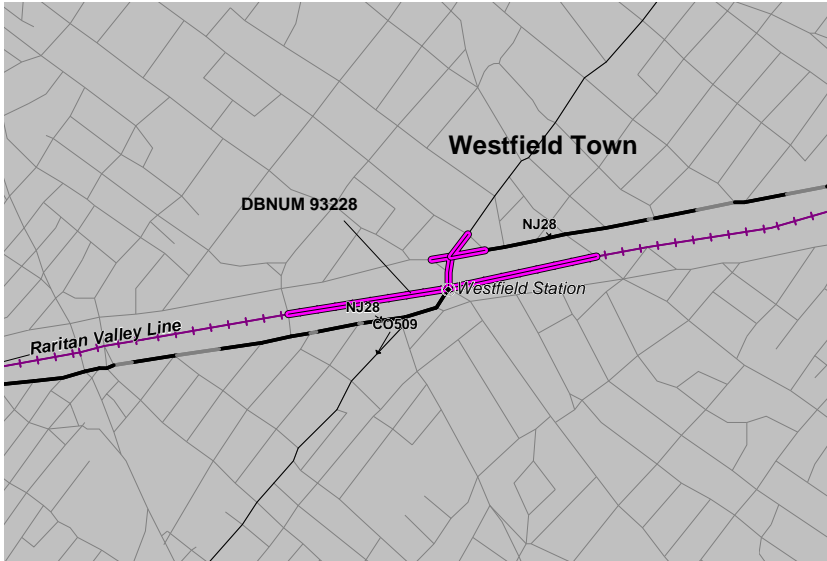 Westfield Town
DBNUM 93228
NJ28
Westfield Station
NJ28
CO509
Raritan Valley Line